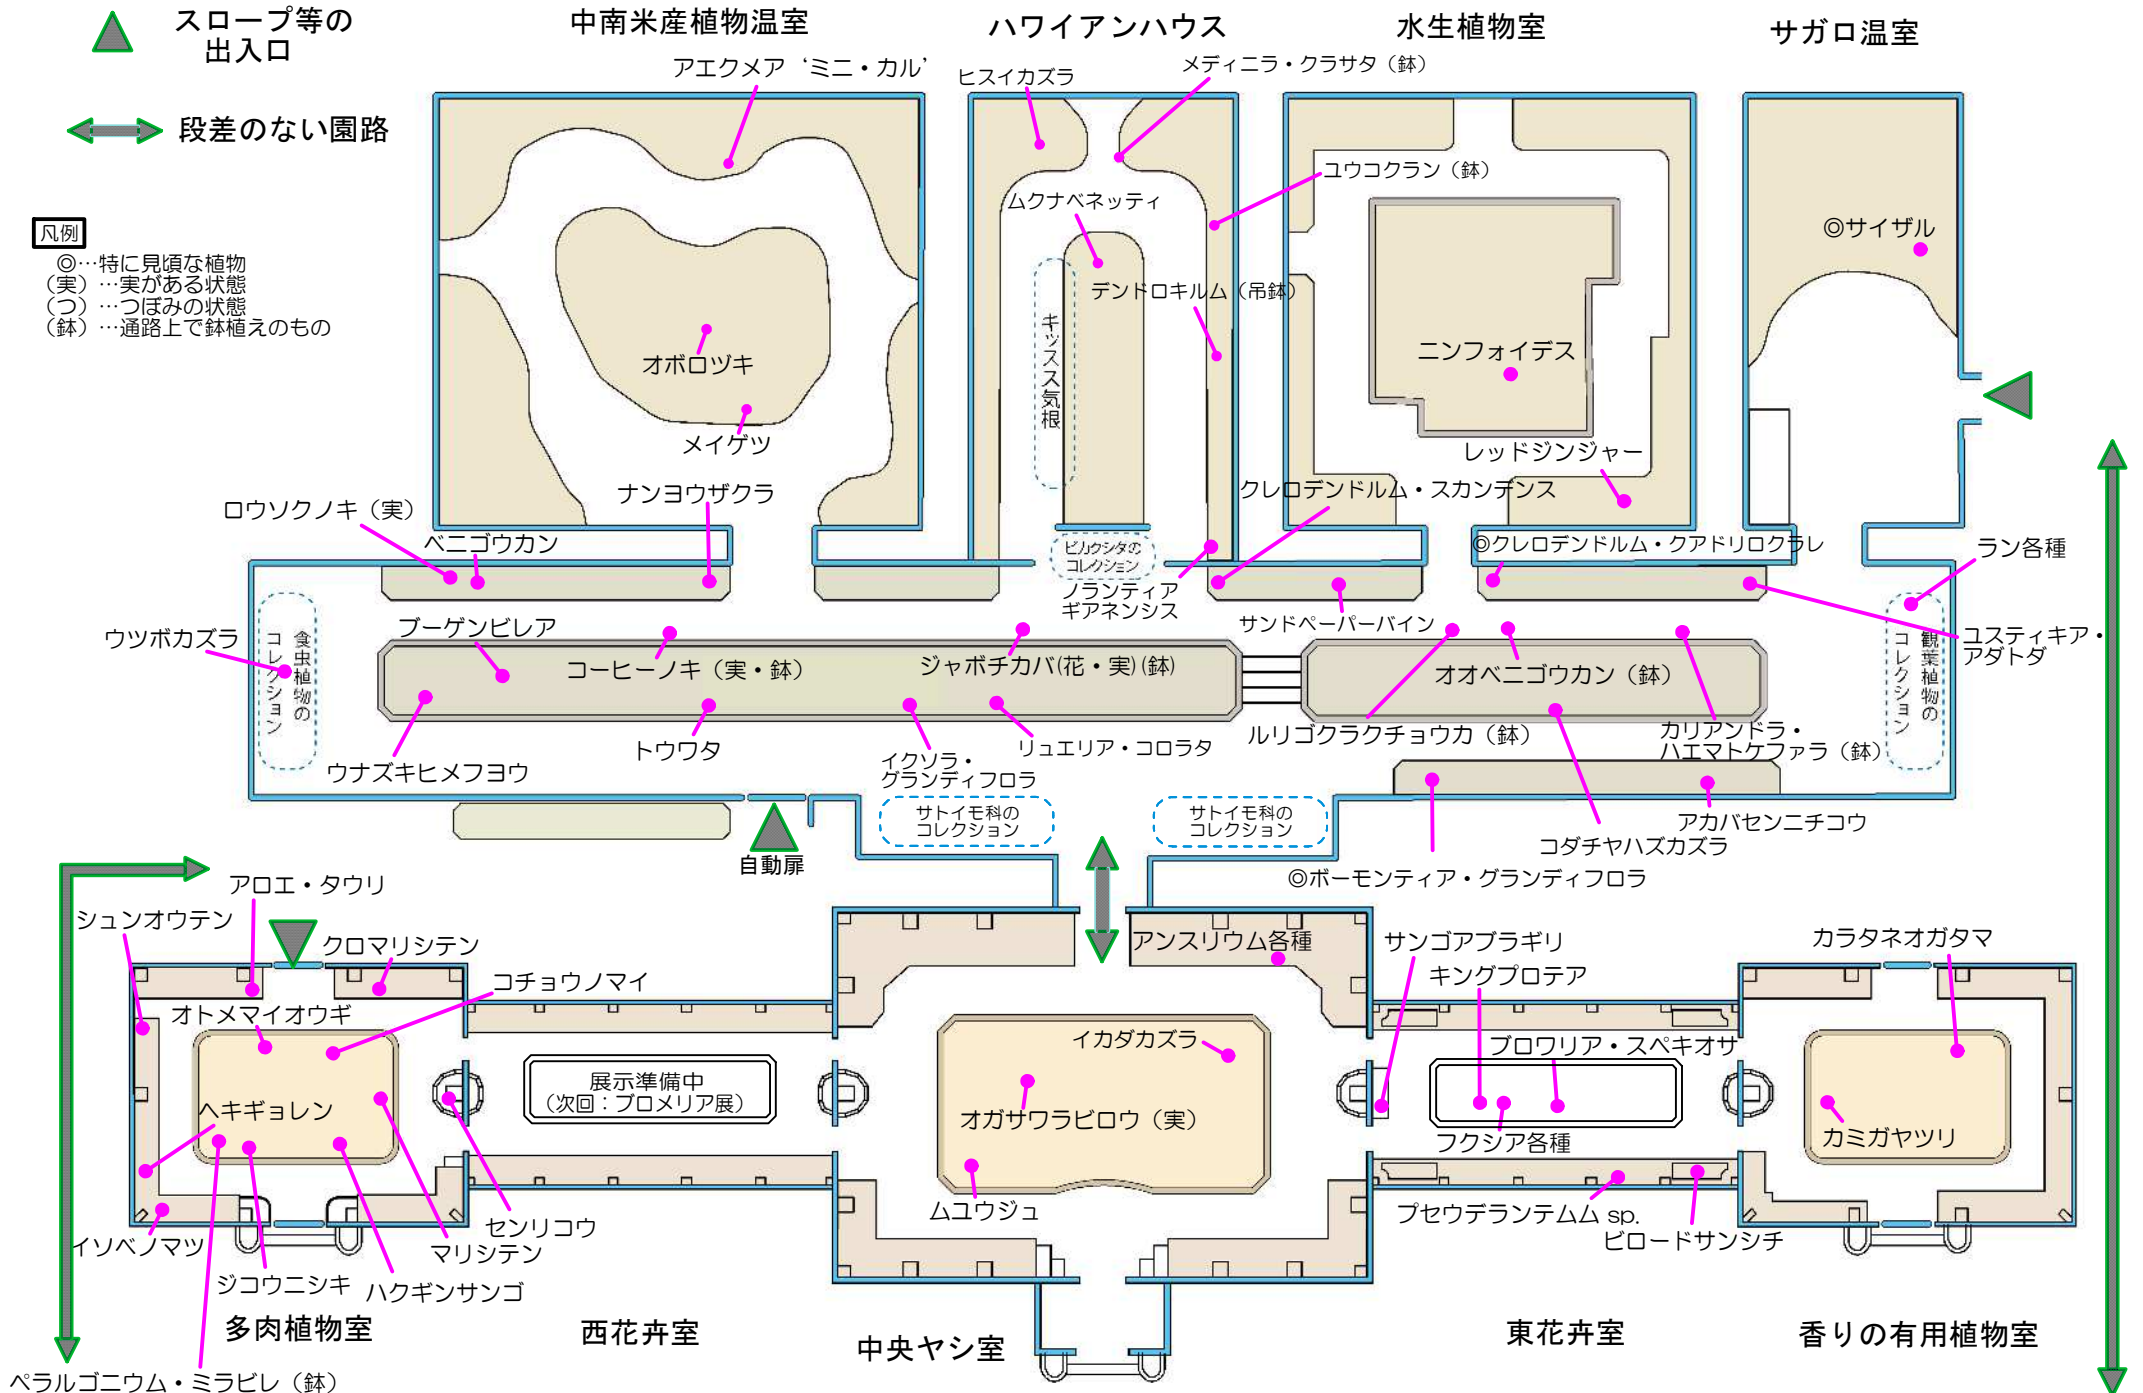 スロープ等の
出入口
段差のない園路
中南米産植物温室
ハワイアンハウス
水生植物室
サガロ温室
凡例
◎…特に見頃な植物
（実）…実がある状態
（つ）…つぼみの状態
（鉢）…通路上で鉢植えのもの
アエクメア ‘ミニ・カル’
オボロヅキ
メイゲツ
ヒスイカズラ
メディニラ・クラサタ（鉢）
ムクナベネッティ
ユウコクラン（鉢）
デンドロキルム（吊鉢）
キッスス気根
ニンフォイデス
レッドジンジャー
◎サイザル
ロウソクノキ（実）
ベニゴウカン
ナンヨウザクラ
ビカクシダの
コレクション
ノランティア
ギアネンシス
クレロデンドルム・スカンデンス
サンドペーパーバイン
◎クレロデンドルム・クアドリロクラレ
ラン各種
ユスティキア・
アダトダ
ウツボカズラ
食虫植物の
コレクション
ブーゲンビレア
コーヒーノキ（実・鉢）
ジャボチカバ(花・実)(鉢)
オオベニゴウカン（鉢）
観葉植物の
コレクション
ウナズキヒメフヨウ
トウワタ
イクソラ・
グランディフロラ
リュエリア・コロラタ
ルリゴクラクチョウカ（鉢）
カリアンドラ・
ハエマトケファラ（鉢）
サトイモ科の
コレクション
サトイモ科の
コレクション
自動扉
アカバセンニチコウ
コダチヤハズカズラ
◎ボーモンティア・グランディフロラ
アロエ・タウリ
シュンオウテン
クロマリシテン
コチョウノマイ
オトメマイオウギ
ヘキギョレン
イソベノマツ
ジコウニシキ
ハクギンサンゴ
マリシテン
センリコウ
ペラルゴニウム・ミラビレ（鉢）
展示準備中
（次回：ブロメリア展）
アンスリウム各種
イカダカズラ
オガサワラビロウ（実）
ムユウジュ
サンゴアブラギリ
キングプロテア
ブロワリア・スペキオサ
フクシア各種
プセウデランテムム sp.
ビロードサンシチ
カラタネオガタマ
カミガヤツリ
多肉植物室
西花卉室
中央ヤシ室
東花卉室
香りの有用植物室